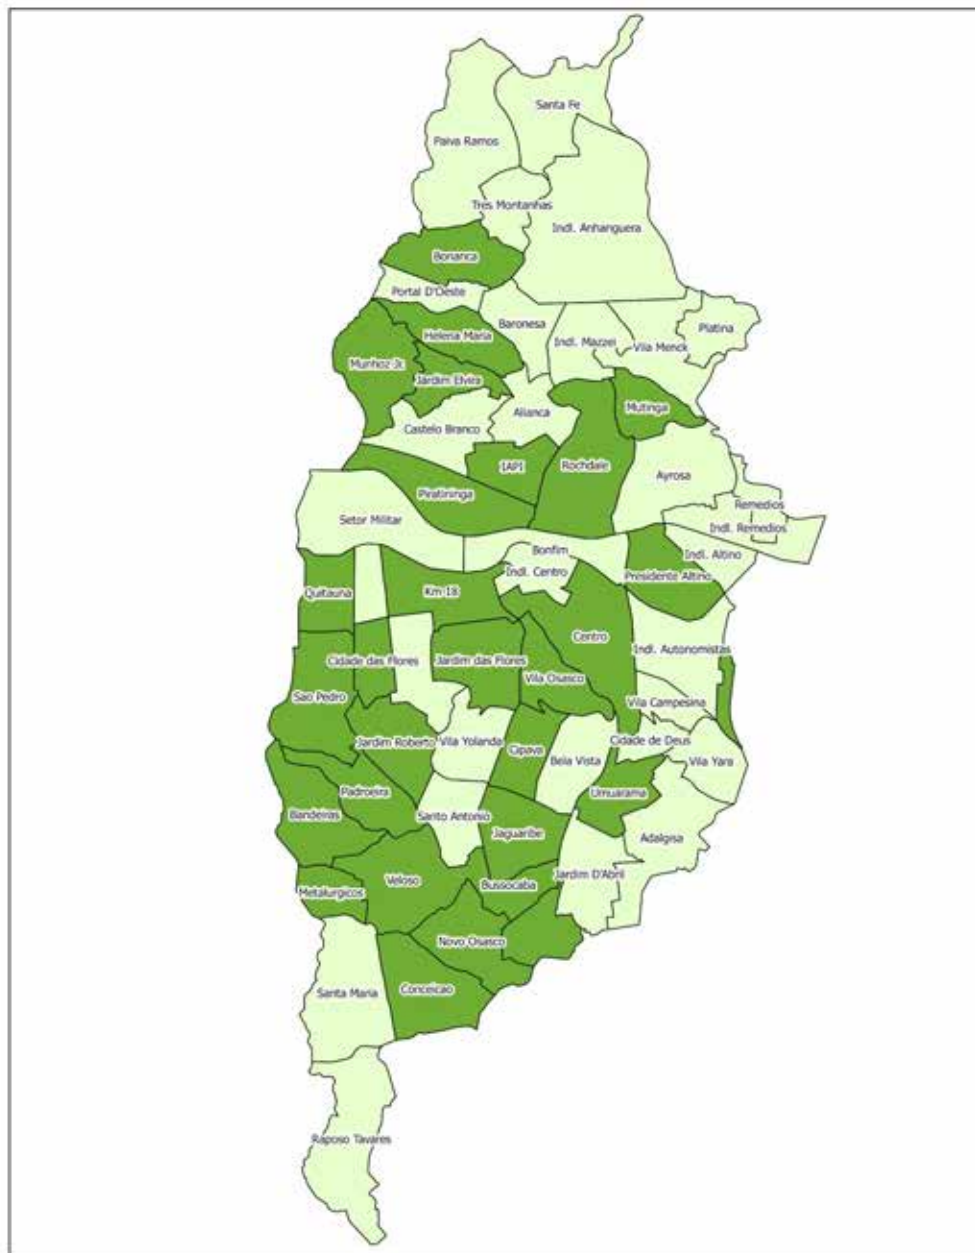 Santa Fe
Paiva Ramos
Tres Montanhas
Indl. Anhanguera
Bonanca
Portal D'Oeste
Baronesa
Platina
Helena Maria
Indl. Mazzei
Vila Menck
Munhoz Jr.
Jardim Elvira
Mutinga
Alianca
Castelo Branco
IAPI
Rochdale
Ayrosa
Piratininga
Remedios
Setor Militar
Indl. Remedios
Bonfim
Indl. Altino
Indl. Centro
Presidente Altino
Quitauna
Km 18
Centro
Indl. Autonomistas
Cidade das Flores
Jardim das Flores
Vila Osasco
Sao Pedro
Vila Campesina
Jardim Roberto
Vila Yolanda
Cipava
Cidade de Deus
Bela Vista
Vila Yara
Padroeira
Umuarama
Bandeiras
Santo Antonio
Jaguaribe
Adalgisa
Veloso
Bussocaba
Jardim D'Abril
Metalurgicos
Novo Osasco
Santa Maria
Conceicao
Raposo Tavares